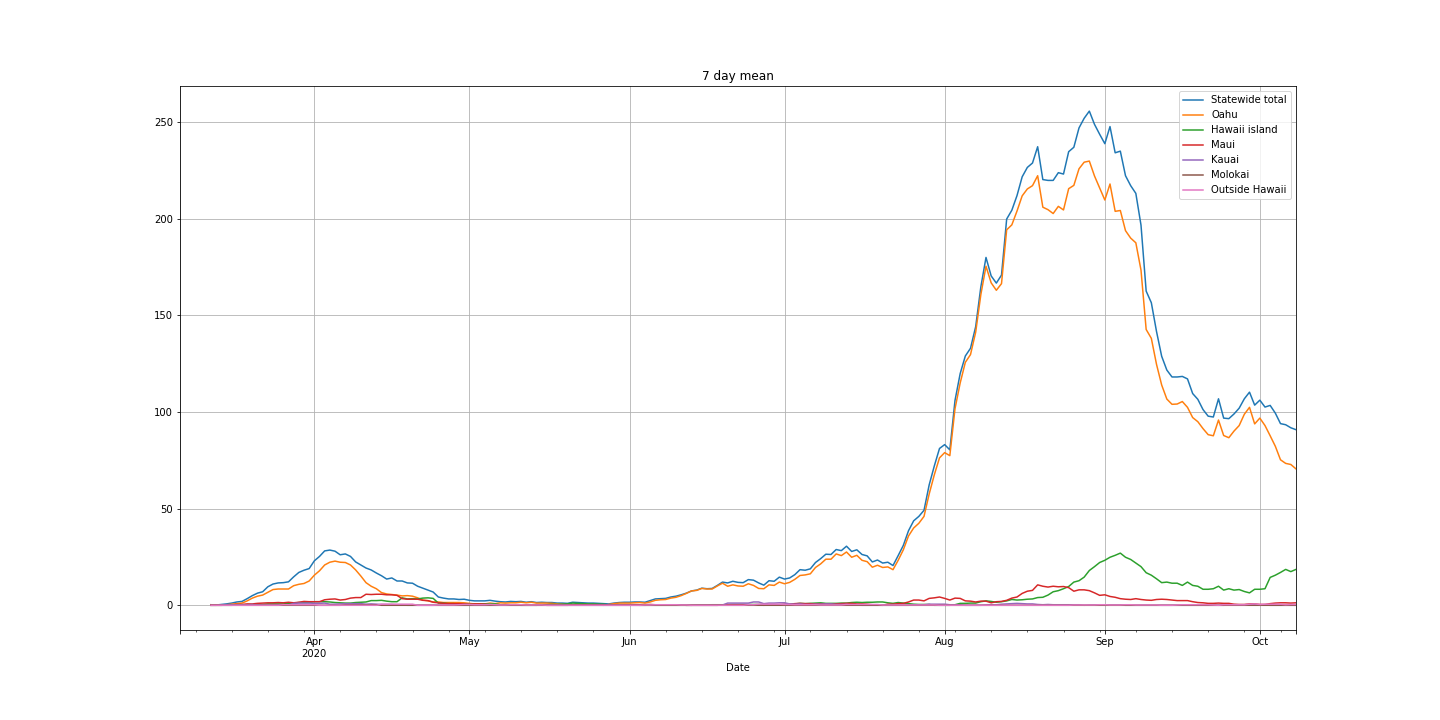 7 day mean
250
200
150
100
50
0
Statewide total
Oahu
Hawaii island
Maui
Kauai
Molokai
Outside Hawaii
Apr May Jun Jul Aug Sep Oct
2020
Date